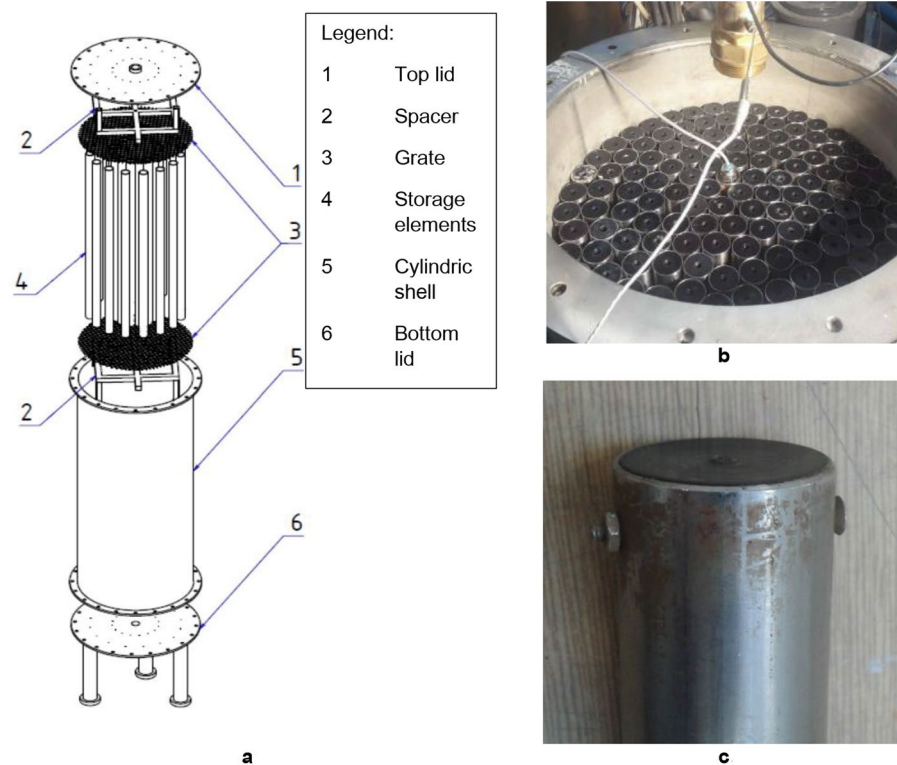 Legend:
1 Top lid
2 Spacer
3 Grate
4 Storage
elements
5 Cylindric
shell
6 Bottom
lid
2
1
3
4
5
2
6
a
b
c